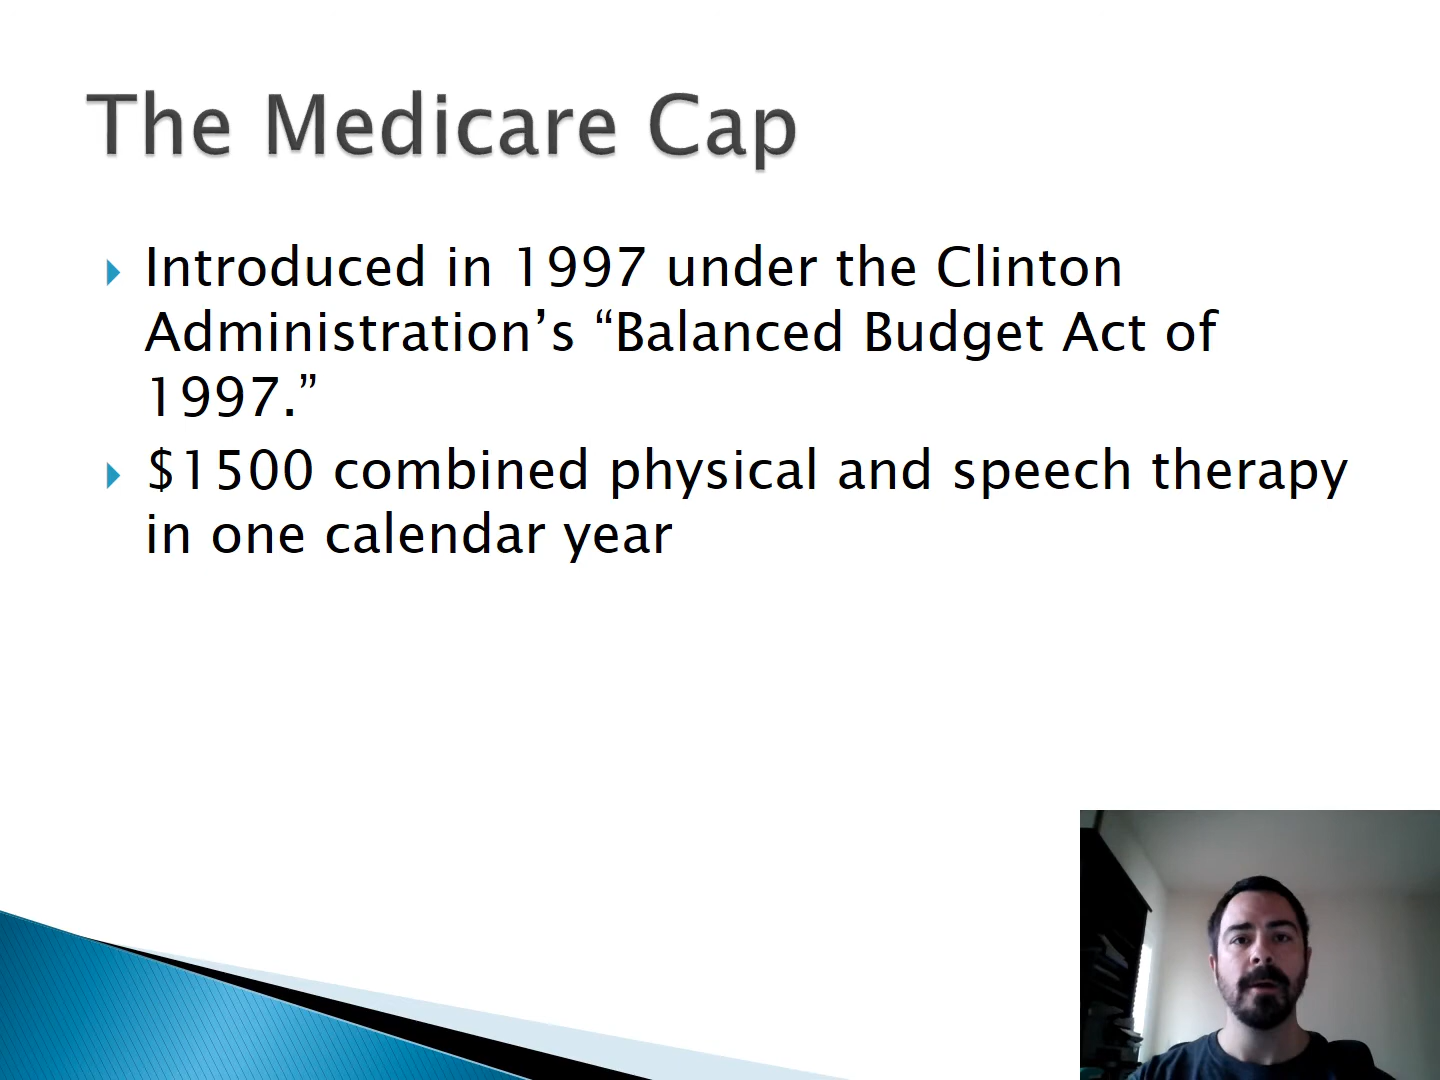 The Medicare Cap
Introduced in 1997 under the Clinton
Administration’s “Balanced Budget Act of
1997.”
$1500 combined physical and speech therapy
in one calendar year